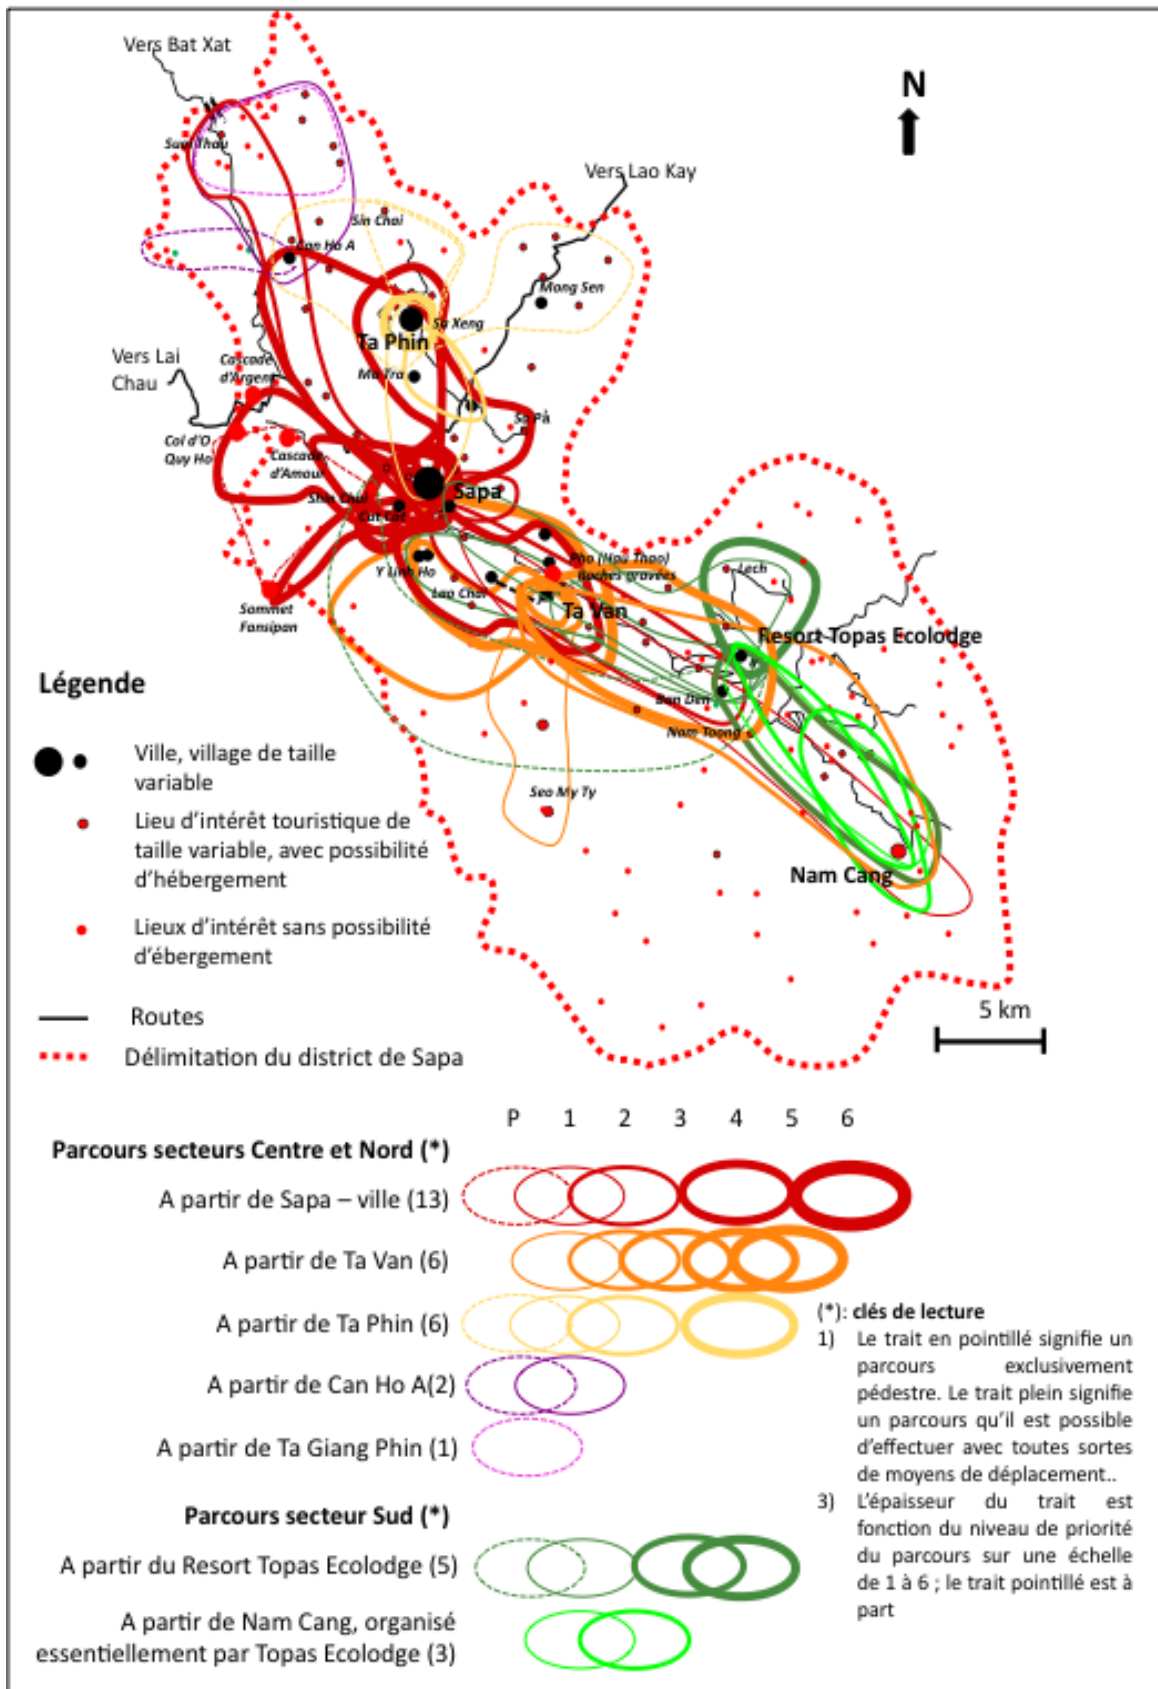 Vers Bat Xat
N
Suoi Thau
Vers Lao Kay
Sin Chai
Can Ho A
Mong Sen
Sa Xeng
Ta Phin
Vers Lai
Chau
Cascade
d'Argent
Ma Tra
Sa Pả
Col d'O
Quy Ho
Cascade
d'Amour
Sapa
Shin Chai
Cat Cat
Pho (Hau Thao)
Roches gravées
Y Linh Ho
Lech
Lao Chai
Ta Van
Sommet
Fansipan
Resort Topas Ecolodge
Ban Den
Nam Toong
Seo My Ty
Nam Cang
5 km
Légende
Ville, village de taille
variable
Lieu d'intérêt touristique de
taille variable, avec possibilité
d'hébergement
Lieux d'intérêt sans possibilité
d'ébergement
Routes
Délimitation du district de Sapa
P 1 2 3 4 5 6
Parcours secteurs Centre et Nord (*)
A partir de Sapa – ville (13)
A partir de Ta Van (6)
A partir de Ta Phin (6)
A partir de Can Ho A(2)
A partir de Ta Giang Phin (1)
Parcours secteur Sud (*)
A partir du Resort Topas Ecolodge (5)
A partir de Nam Cang, organisé
essentiellement par Topas Ecolodge (3)
(*): clés de lecture
1) Le trait en pointillé signifie un
parcours exclusivement
pédestre. Le trait plein signifie
un parcours qu'il est possible
d'effectuer avec toutes sortes
de moyens de déplacement..
3) L'épaisseur du trait est
fonction du niveau de priorité
du parcours sur une échelle
de 1 à 6 ; le trait pointillé est à
part